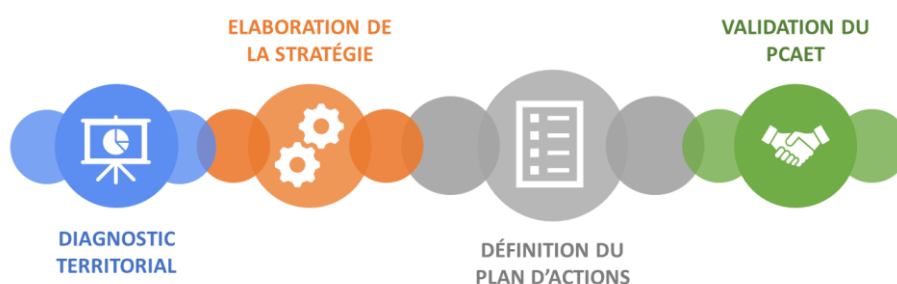 ELABORATION DE
LA STRATÉGIE
VALIDATION DU
PCAET
DIAGNOSTIC
TERRITORIAL
DÉFINITION DU
PLAN D'ACTIONS